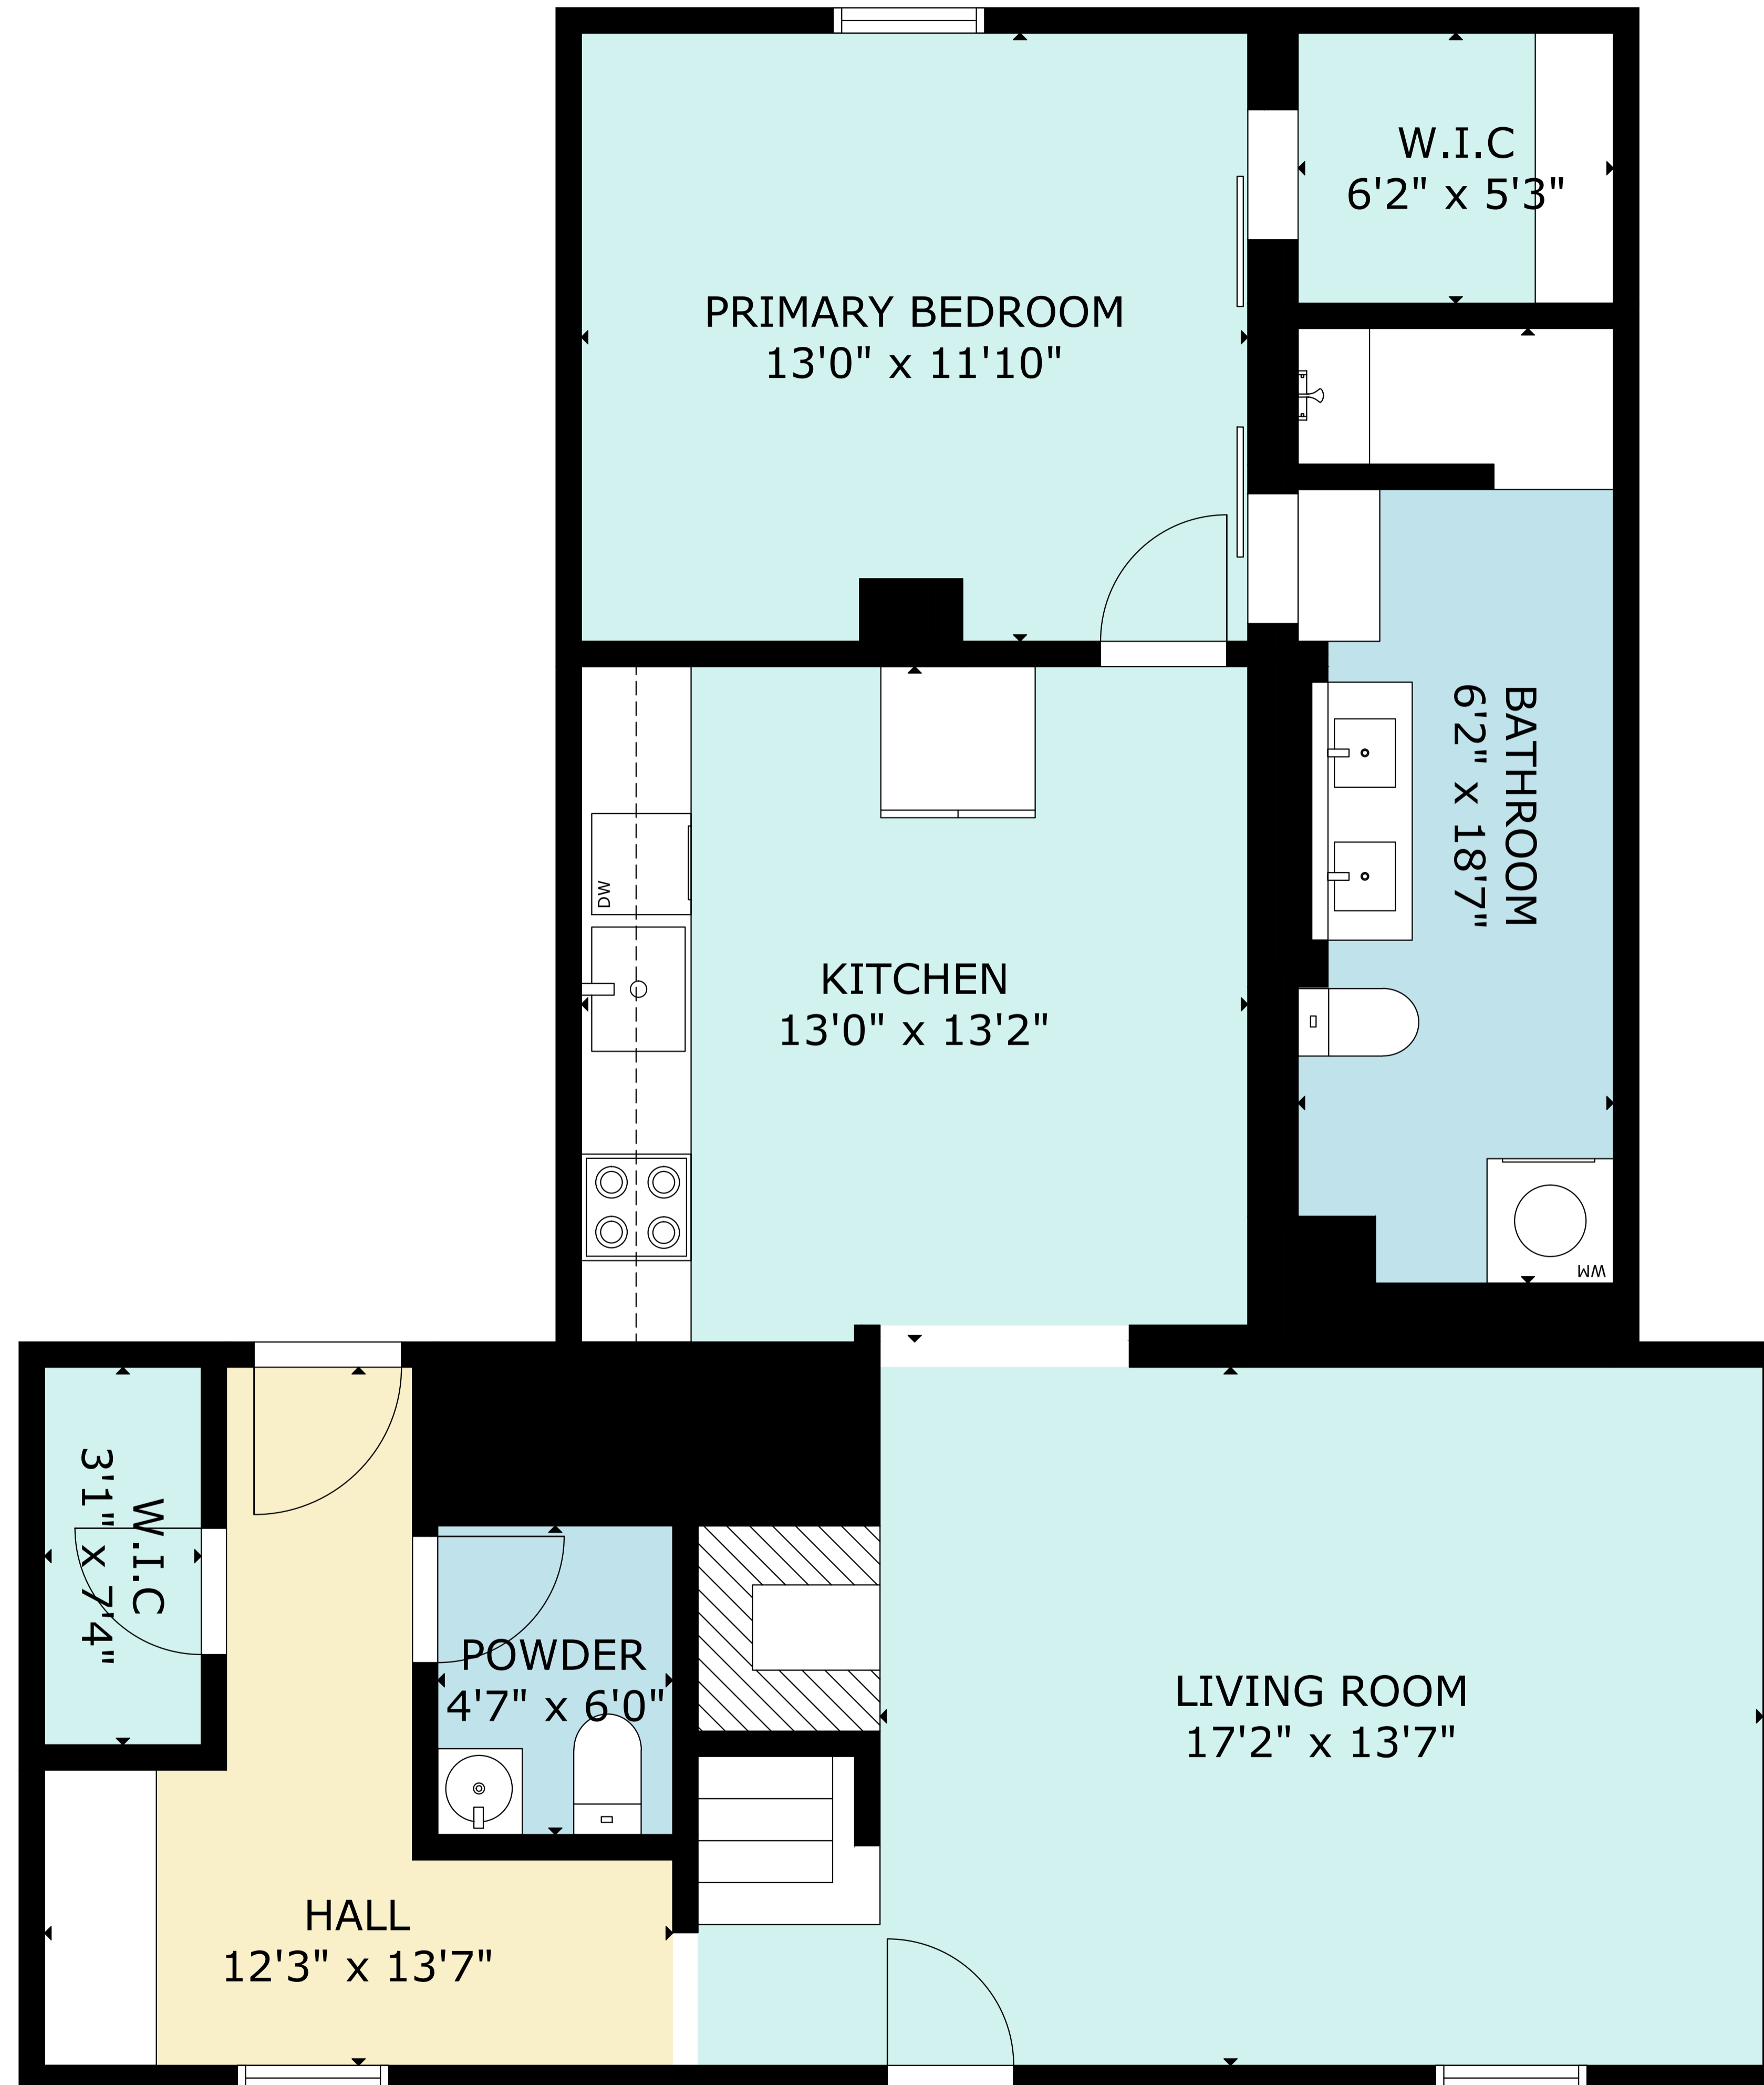 W.I.C
6'2" x 5'3"
PRIMARY BEDROOM
13'0" x 11'10"
BATHROOM
6'2" x 18'7"
DW
KITCHEN
13'0" x 13'2"
WM
W.I.C
3'1" x 7'4"
POWDER
4'7" x 6'0"
LIVING ROOM
17'2" x 13'7"
HALL
12'3" x 13'7"